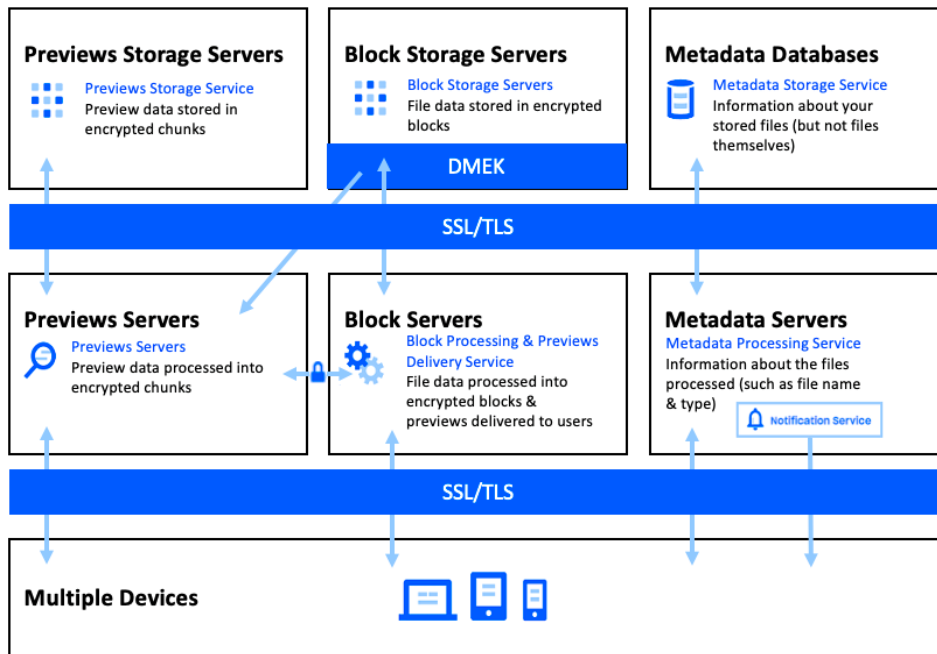 Previews Storage Servers
Previews Storage Service
Preview data stored in
encrypted chunks
Block Storage Servers
Block Storage Servers
File data stored in encrypted
blocks
DMEK
Metadata Databases
Metadata Storage Service
Information about your
stored files (but not files
themselves)
SSL/TLS
Previews Servers
Previews Servers
Preview data processed into
encrypted chunks
Block Servers
Block Processing & Previews
Delivery Service
File data processed into
encrypted blocks &
previews delivered to users
Metadata Servers
Metadata Processing Service
Information about the files
processed (such as file name
& type)
Notification Service
SSL/TLS
Multiple Devices